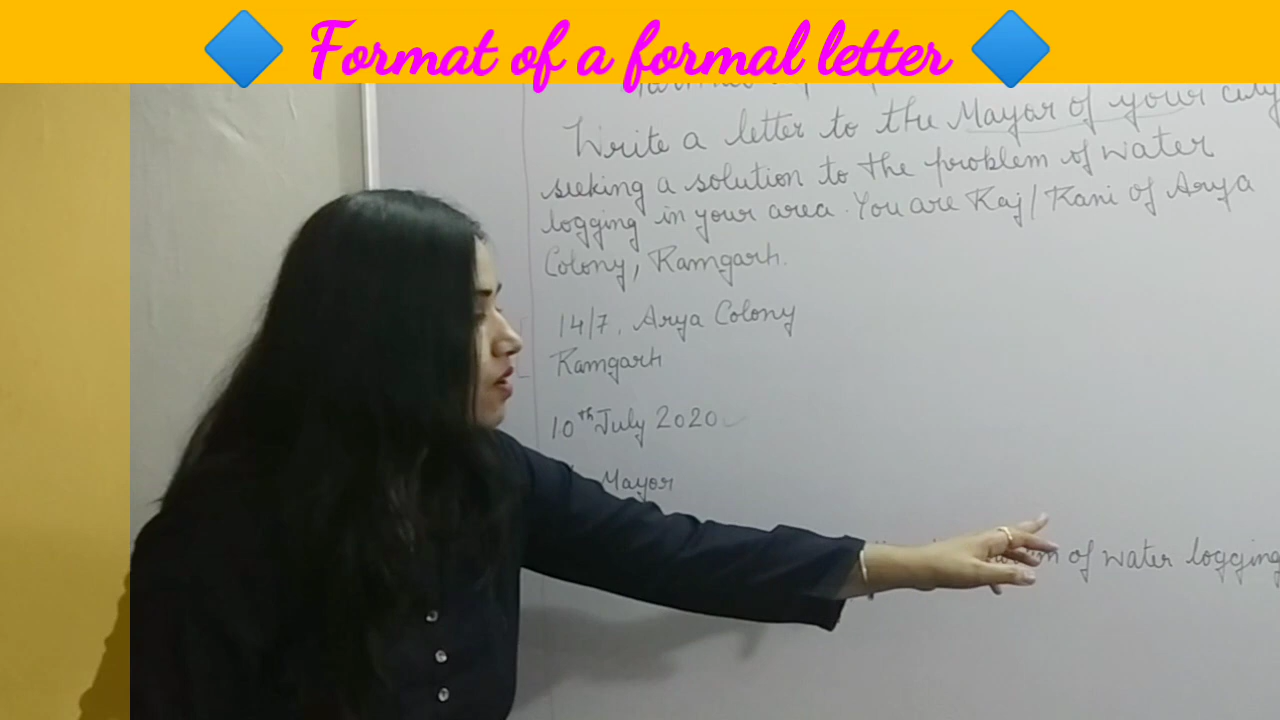 Format of a formal letter
Write a letter to the Mayor of your city
seeking a solution to the problem of water
logging in your area. You are Raj/Rani of Arya
Colony, Ramgarh.
14/7, Arya Colony
Ramgarh
10th July 2020
Mayor
of water logging